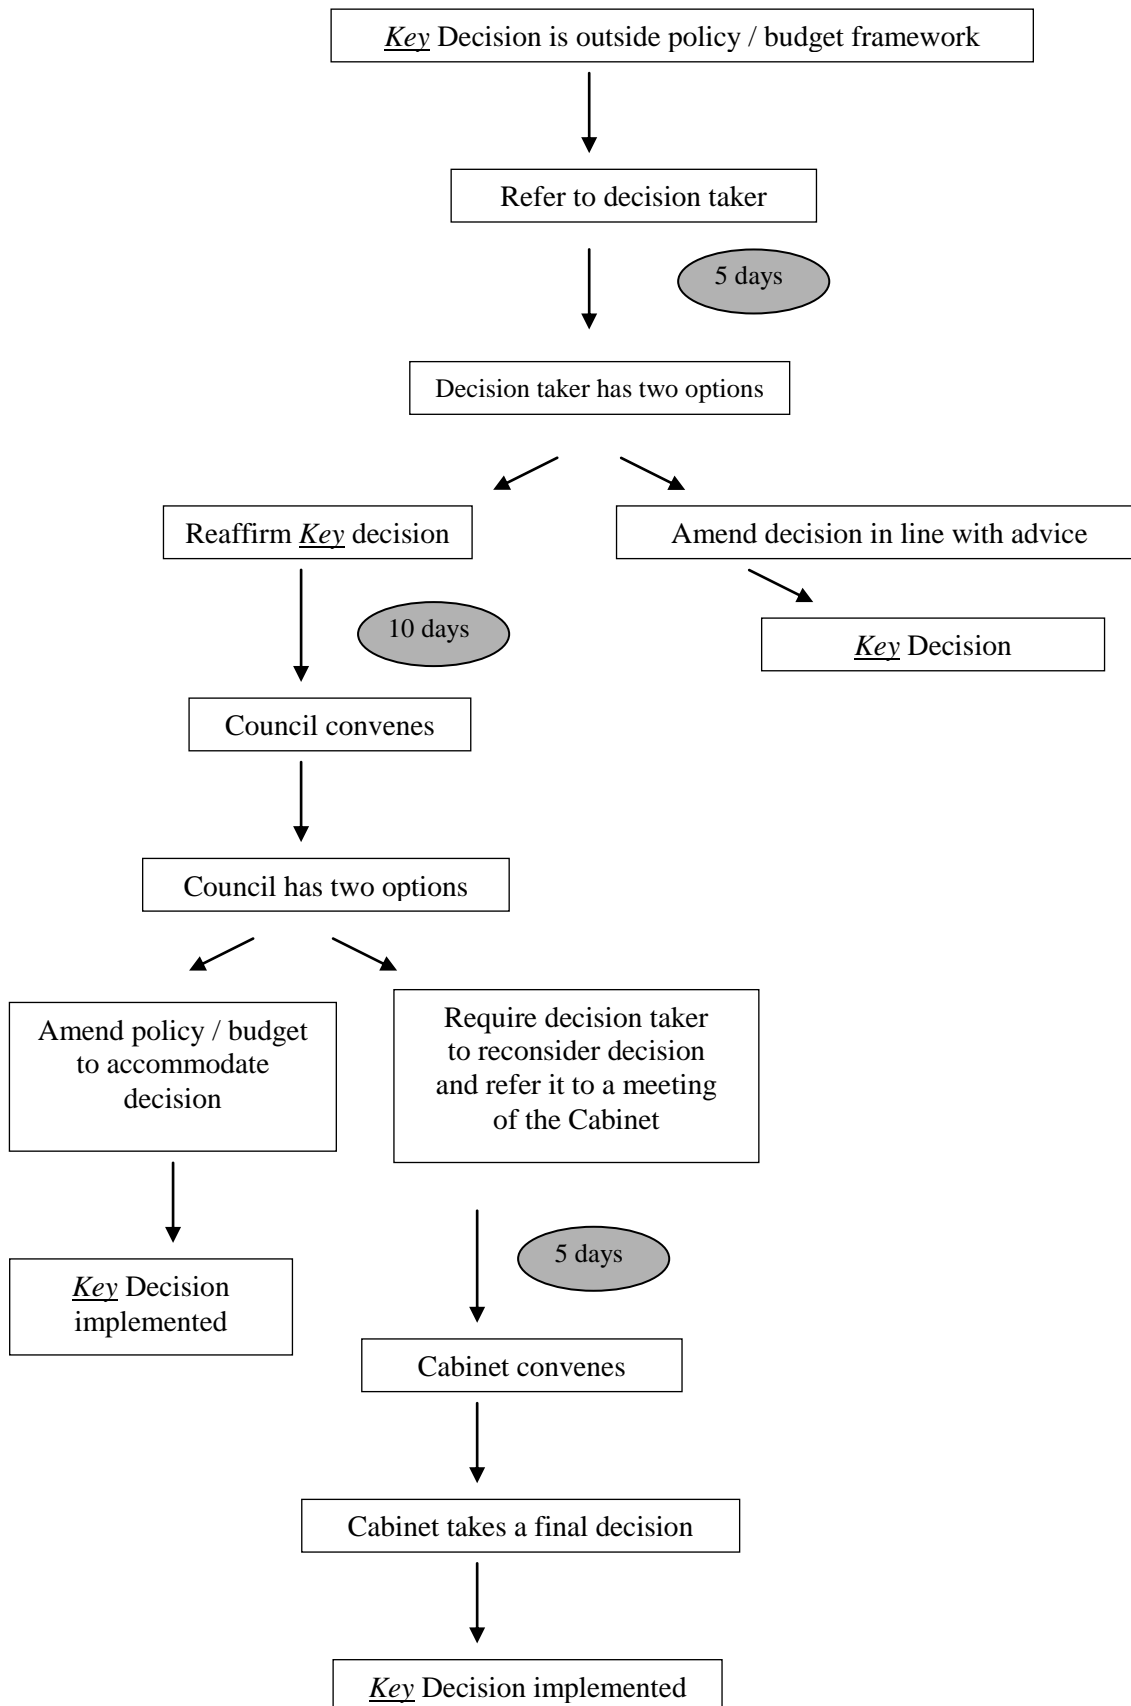 Key Decision is outside policy / budget framework
Refer to decision taker
5 days
Decision taker has two options
Reaffirm Key decision
Amend decision in line with advice
10 days
Key Decision
Council convenes
Council has two options
Amend policy / budget
to accommodate
decision
Require decision taker
to reconsider decision
and refer it to a meeting
of the Cabinet
Key Decision
implemented
5 days
Cabinet convenes
Cabinet takes a final decision
Key Decision implemented